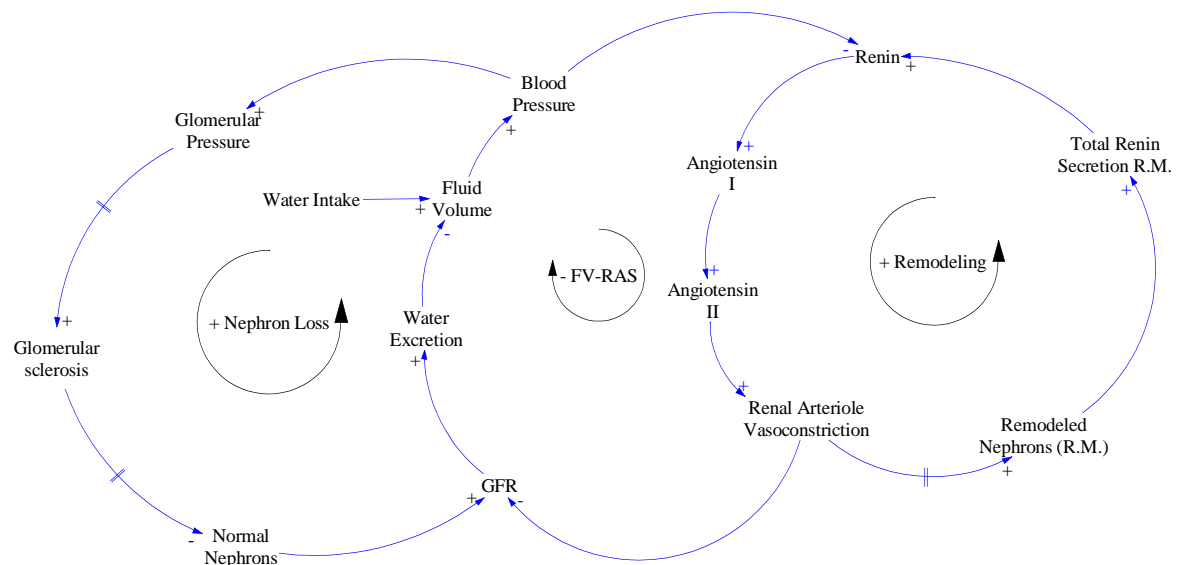 Blood
Pressure
-
Renin
+
Glomerular
Pressure
+
+
Total Renin
Secretion R.M.
+
Angiotensin
I
+
Water Intake
+
Fluid
Volume
-
+ Nephron Loss
- FV-RAS
+ Remodeling
+
Angiotensin
II
+
Glomerular
sclerosis
Water
Excretion
+
+
Renal Arteriole
Vasoconstriction
Remodeled
Nephrons (R.M.)
+
GFR
+
-
Normal
Nephrons
-